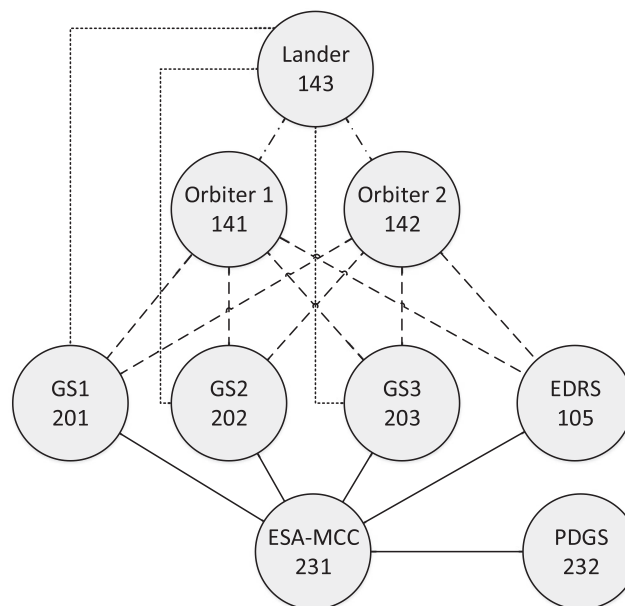 Lander
143
Orbiter 1
141
Orbiter 2
142
GS1
201
GS2
202
GS3
203
EDRS
105
ESA-MCC
231
PDGS
232